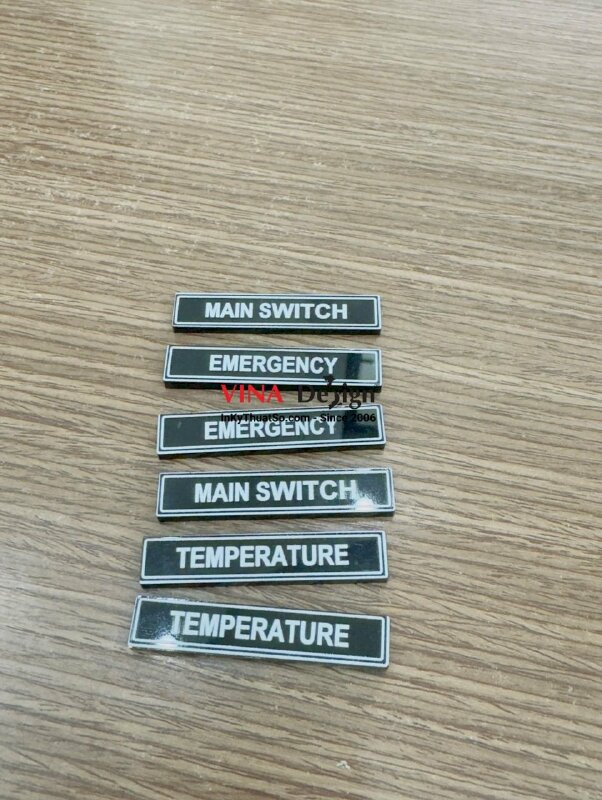 MAIN SWITCH
EMERGENCY
VINA Design
InKyThuatSo.com - Since 2006
EMERGENCY
MAIN SWITCH
TEMPERATURE
TEMPERATURE